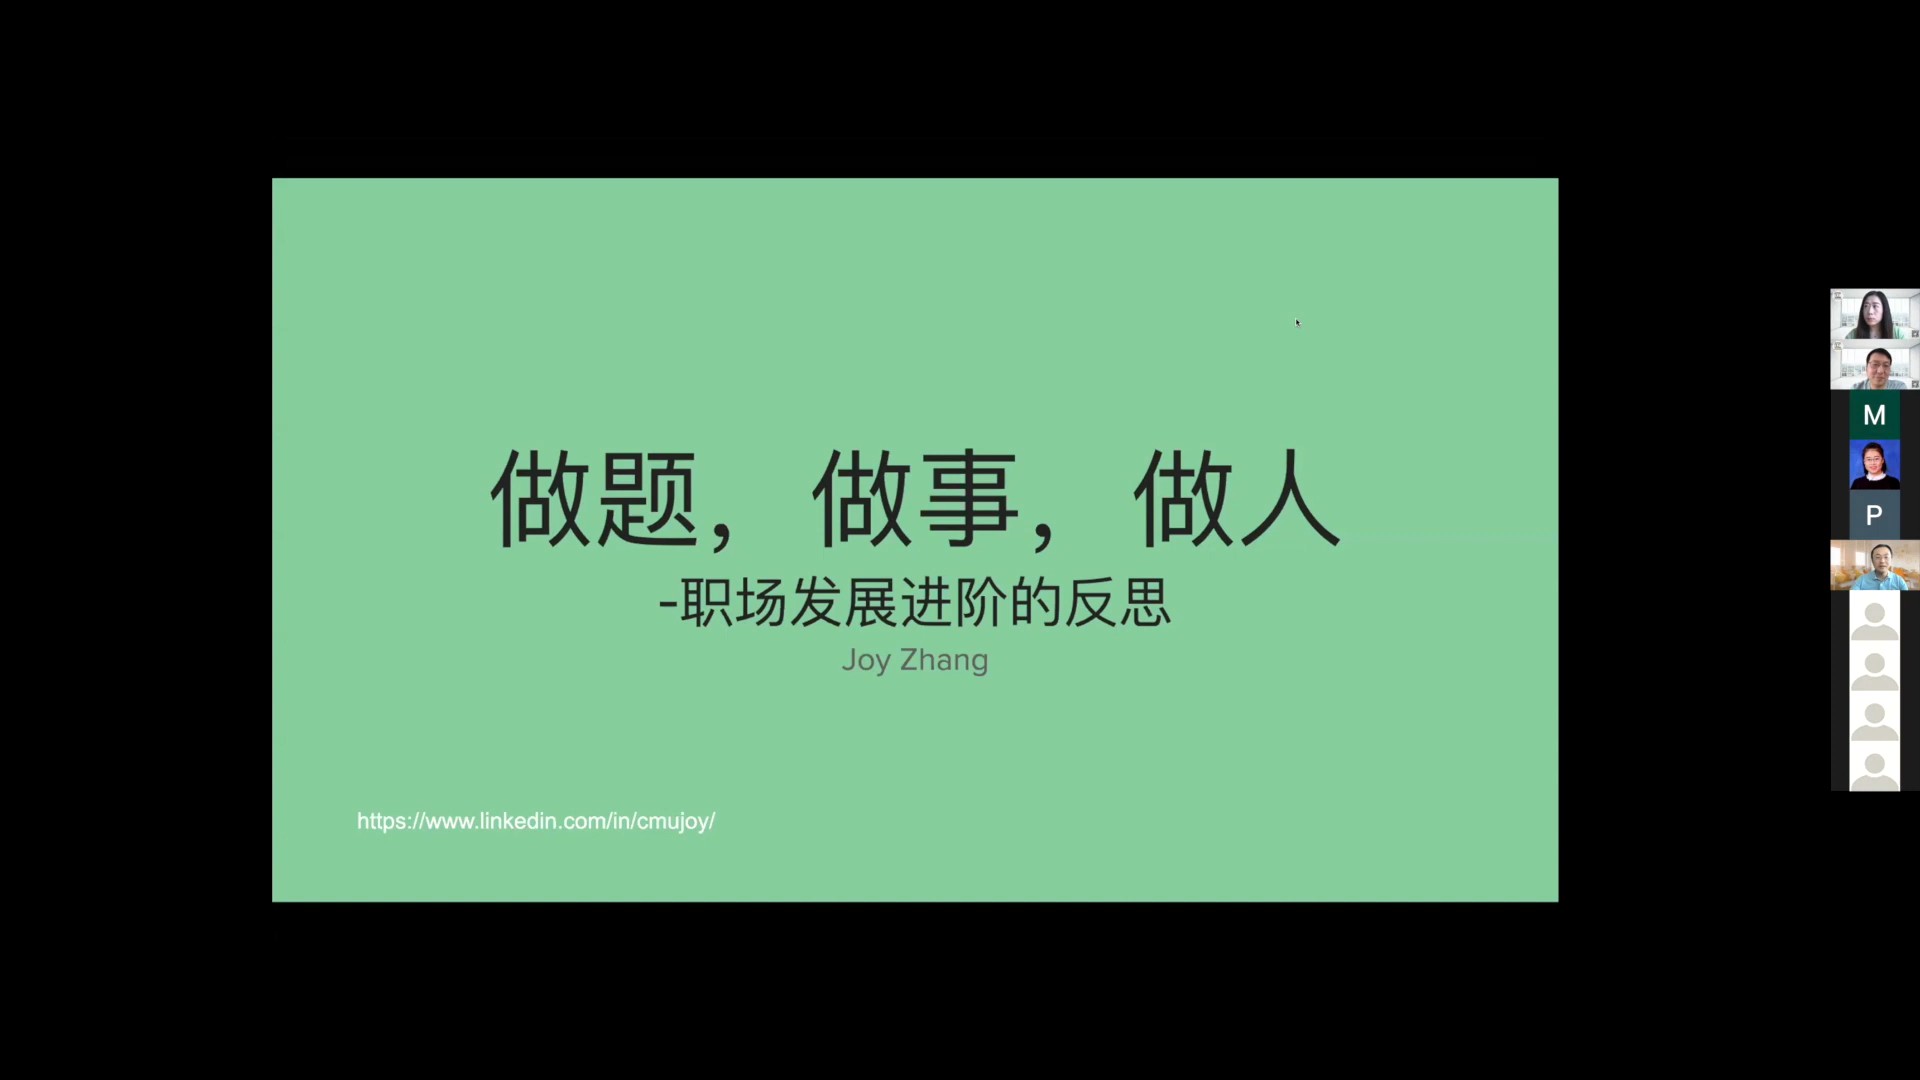 做题，做事，做人
-职场发展进阶的反思
Joy Zhang
https://www.linkedin.com/in/cmujoy/
M
P